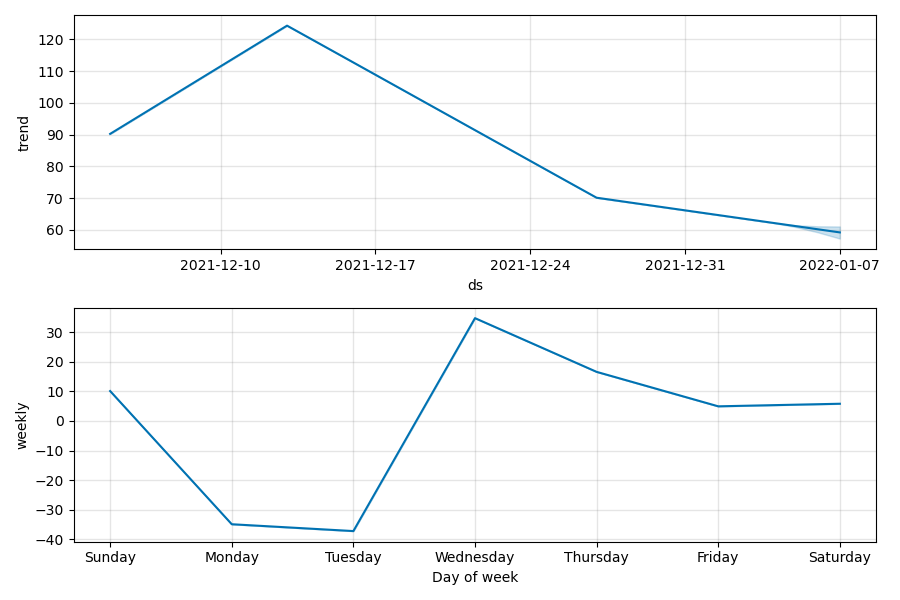 120
110
100
90
80
70
60
trend
2021-12-10 2021-12-17 2021-12-24 2021-12-31 2022-01-07
ds
30
20
10
0
−10
−20
−30
−40
weekly
Sunday Monday Tuesday Wednesday Thursday Friday Saturday
Day of week